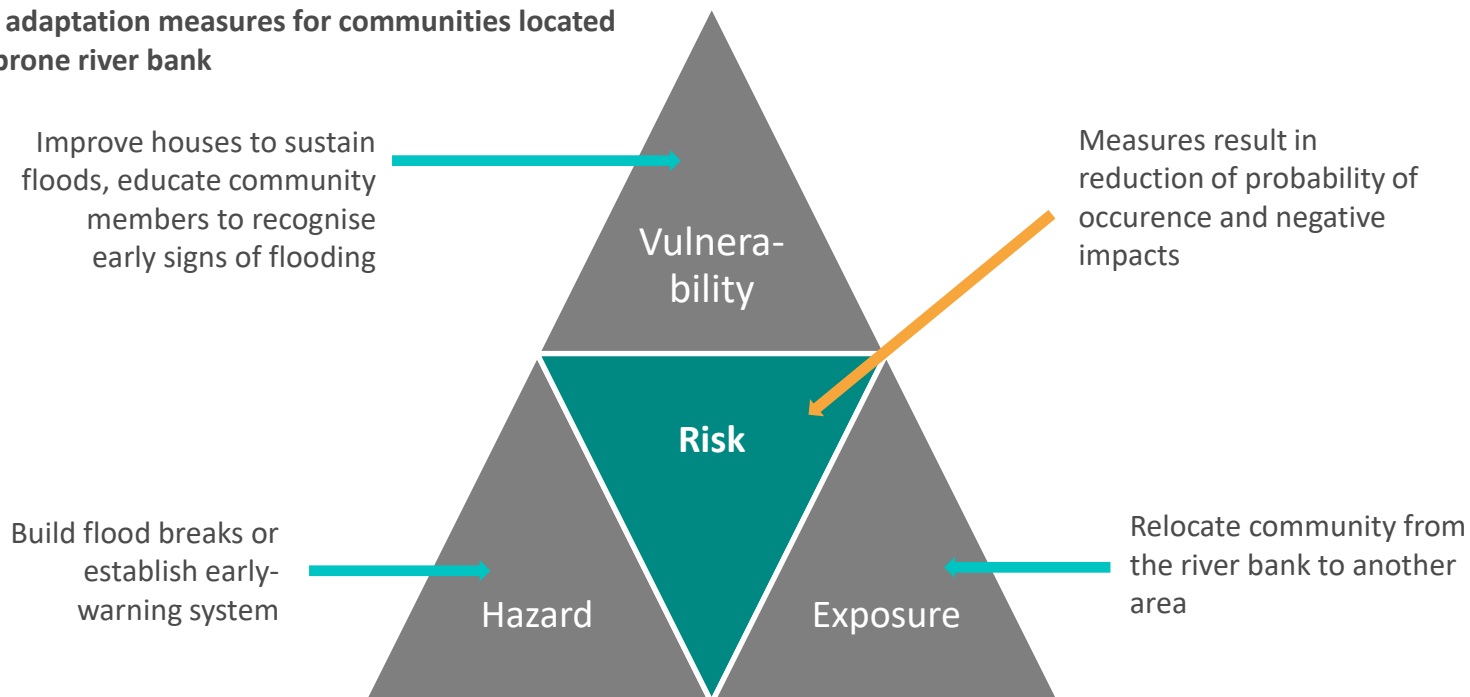 adaptation measures for communities located
prone river bank
Improve houses to sustain
floods, educate community
members to recognise
early signs of flooding
Measures result in
reduction of probability of
occurence and negative
impacts
Vulnera-
bility
Risk
Build flood breaks or
establish early-
warning system
Hazard
Exposure
Relocate community from
the river bank to another
area